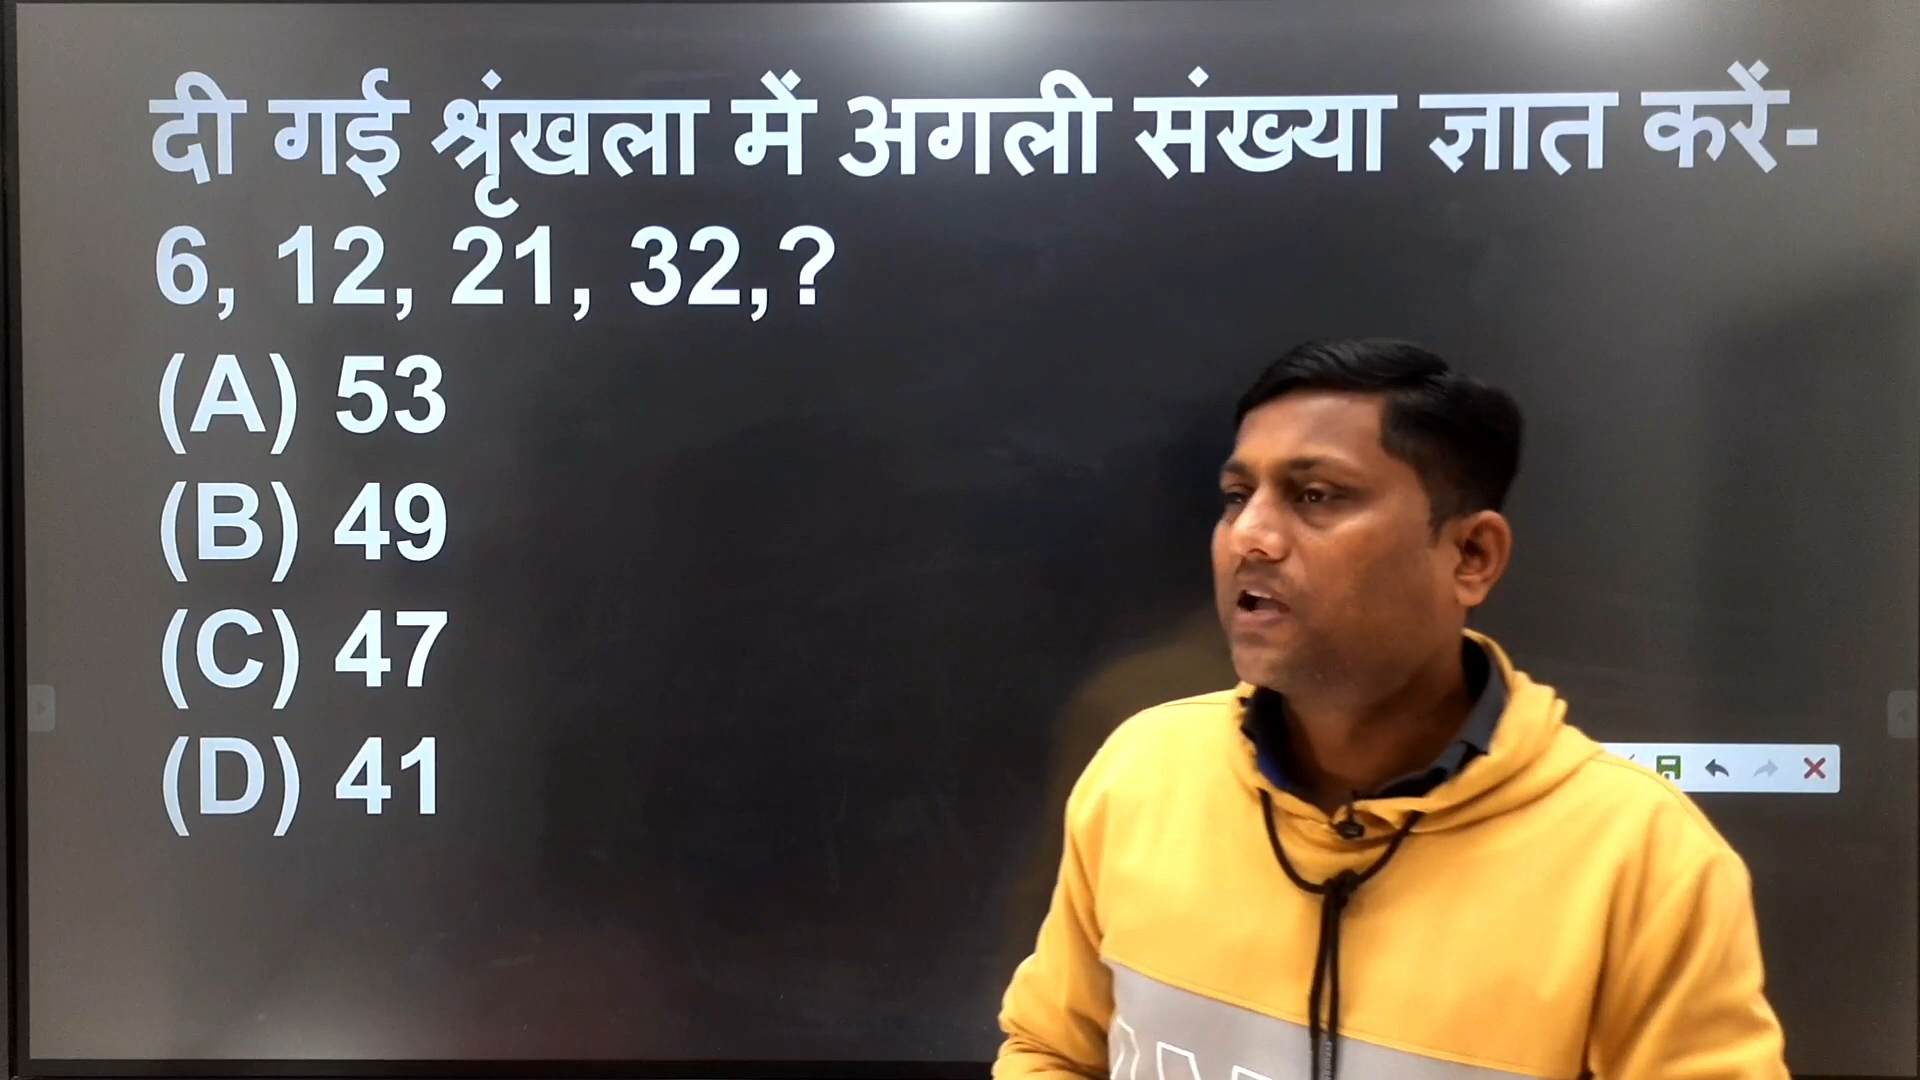 दी गई श्रृंखला में अगली संख्या ज्ञात करें-
6, 12, 21, 32,?
(A) 53
(B) 49
(C) 47
(D) 41